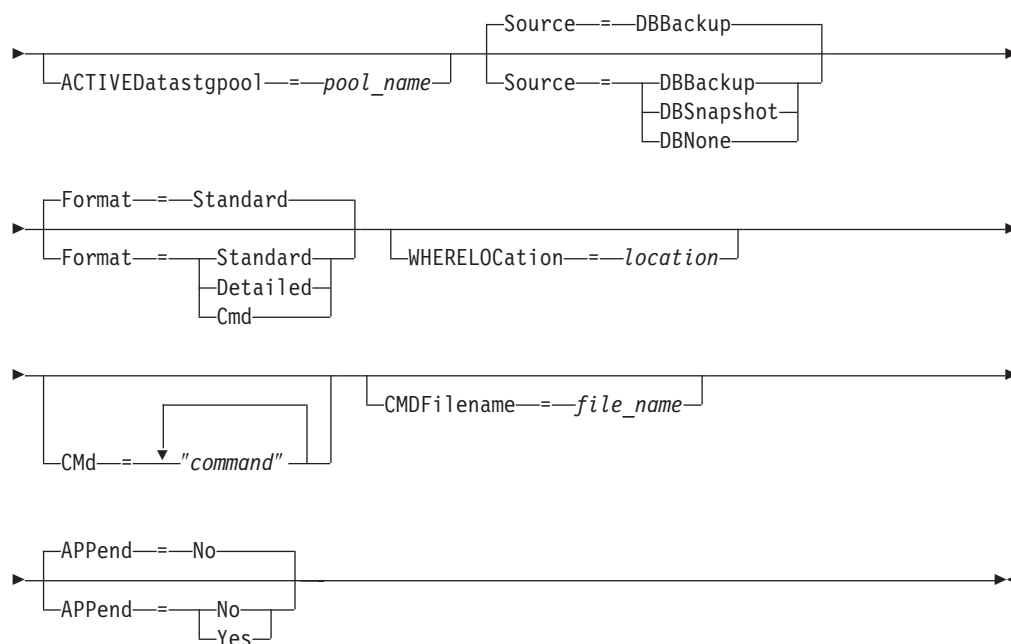 Source = DBBackup
ACTIVEDatastgpool = pool_name
Source = DBBackup
DBSnapshot
DBNone
Format = Standard
Format = Standard
Detailed
Cmd
WHERELOCation = location
CMd = "command"
CMDFilename = file_name
APPend = No
APPend = No
Yes